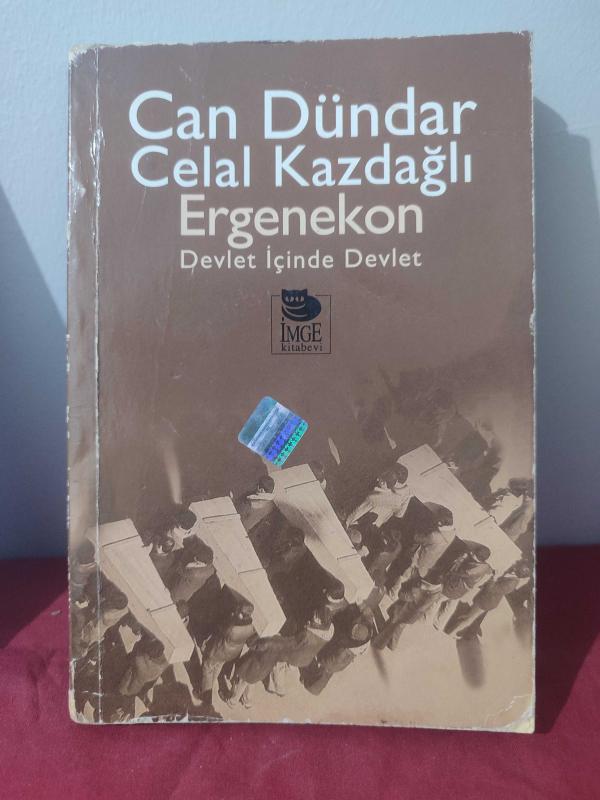 Can Dündar
Celal Kazdağlı
Ergenekon
Devlet İçinde Devlet
İMGE
kitabevi